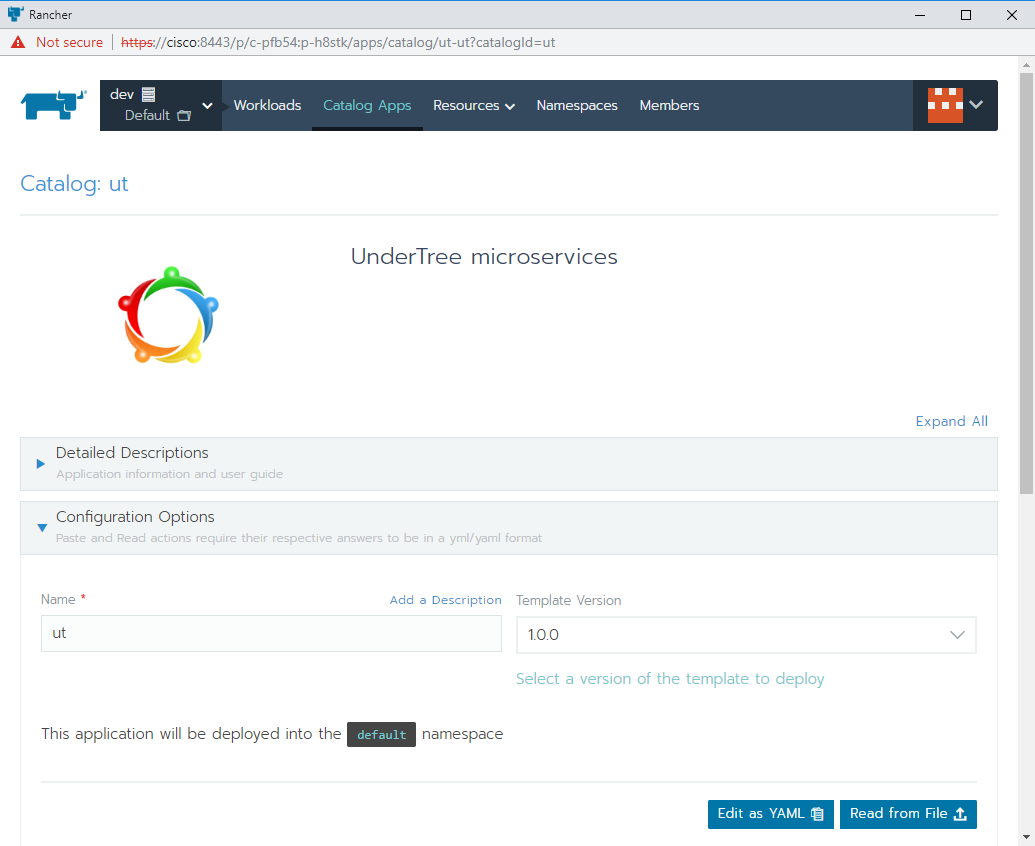 Rancher
Not secure https://cisco:8443/p/c-pfb54:p-h8stk/apps/catalog/ut-ut?catalogId=ut
dev
Default
Workloads Catalog Apps Resources Namespaces Members
Catalog: ut
UnderTree microservices
Expand All
Detailed Descriptions
Application information and user guide
Configuration Options
Paste and Read actions require their respective answers to be in a yml/yaml format
Name * Add a Description Template Version
ut 1.0.0
Select a version of the template to deploy
This application will be deployed into the default namespace
Edit as YAML Read from File